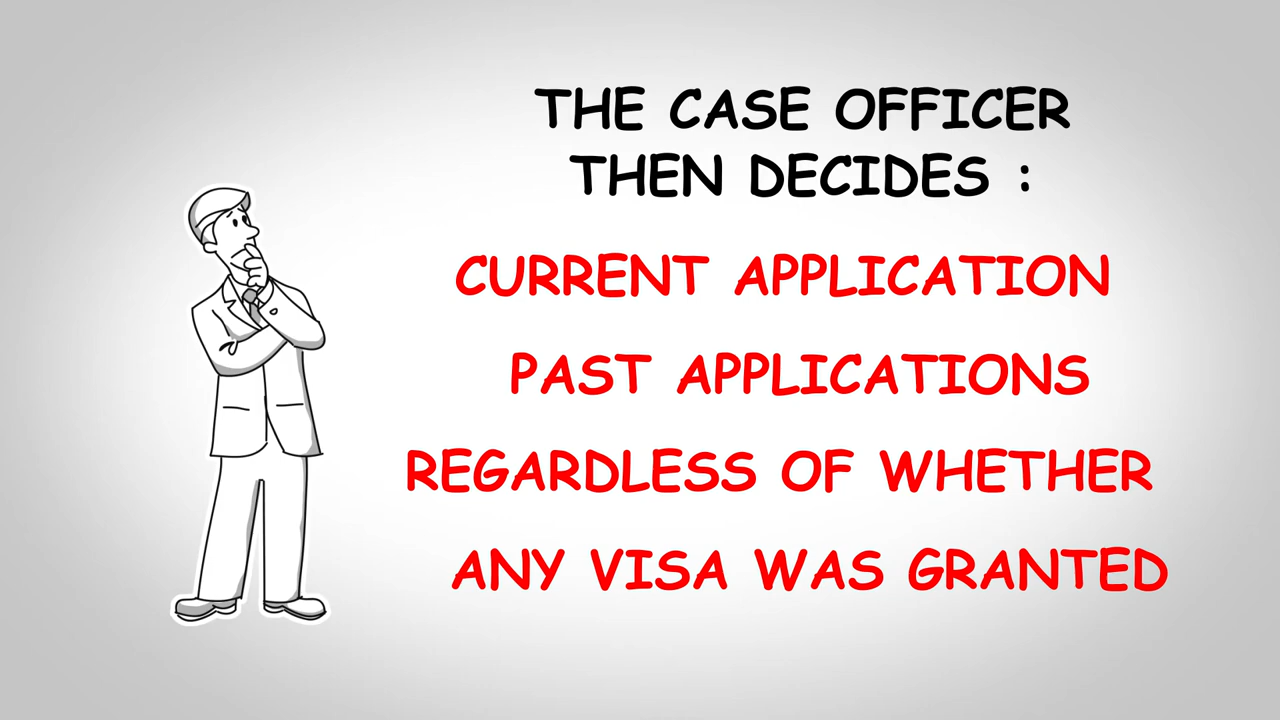 THE CASE OFFICER
THEN DECIDES :
CURRENT APPLICATION
PAST APPLICATIONS
REGARDLESS OF WHETHER
ANY VISA WAS GRANTED